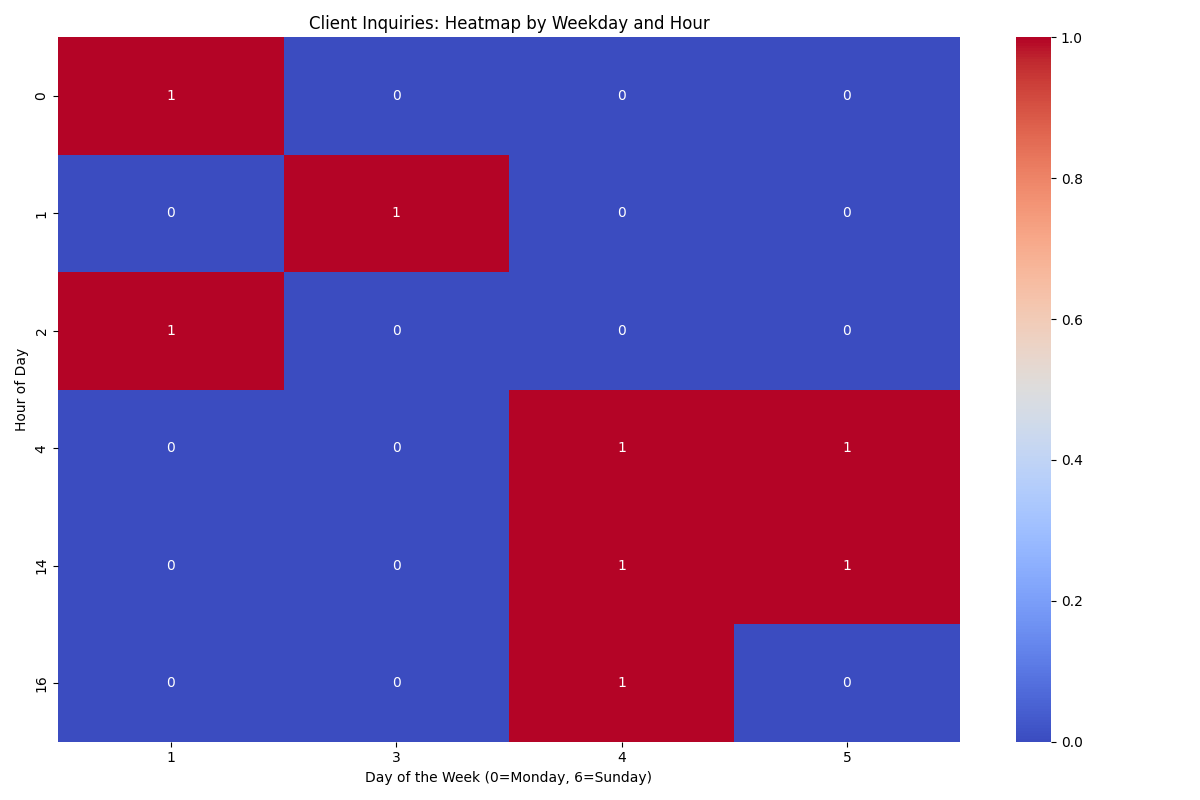 Client Inquiries: Heatmap by Weekday and Hour
0 1 0 0 0
1 0 1 0 0
2 1 0 0 0
4 0 0 1 1
14 0 0 1 1
16 0 0 1 0
1 3 4 5
Hour of Day
Day of the Week (0=Monday, 6=Sunday)
1.0
0.8
0.6
0.4
0.2
0.0